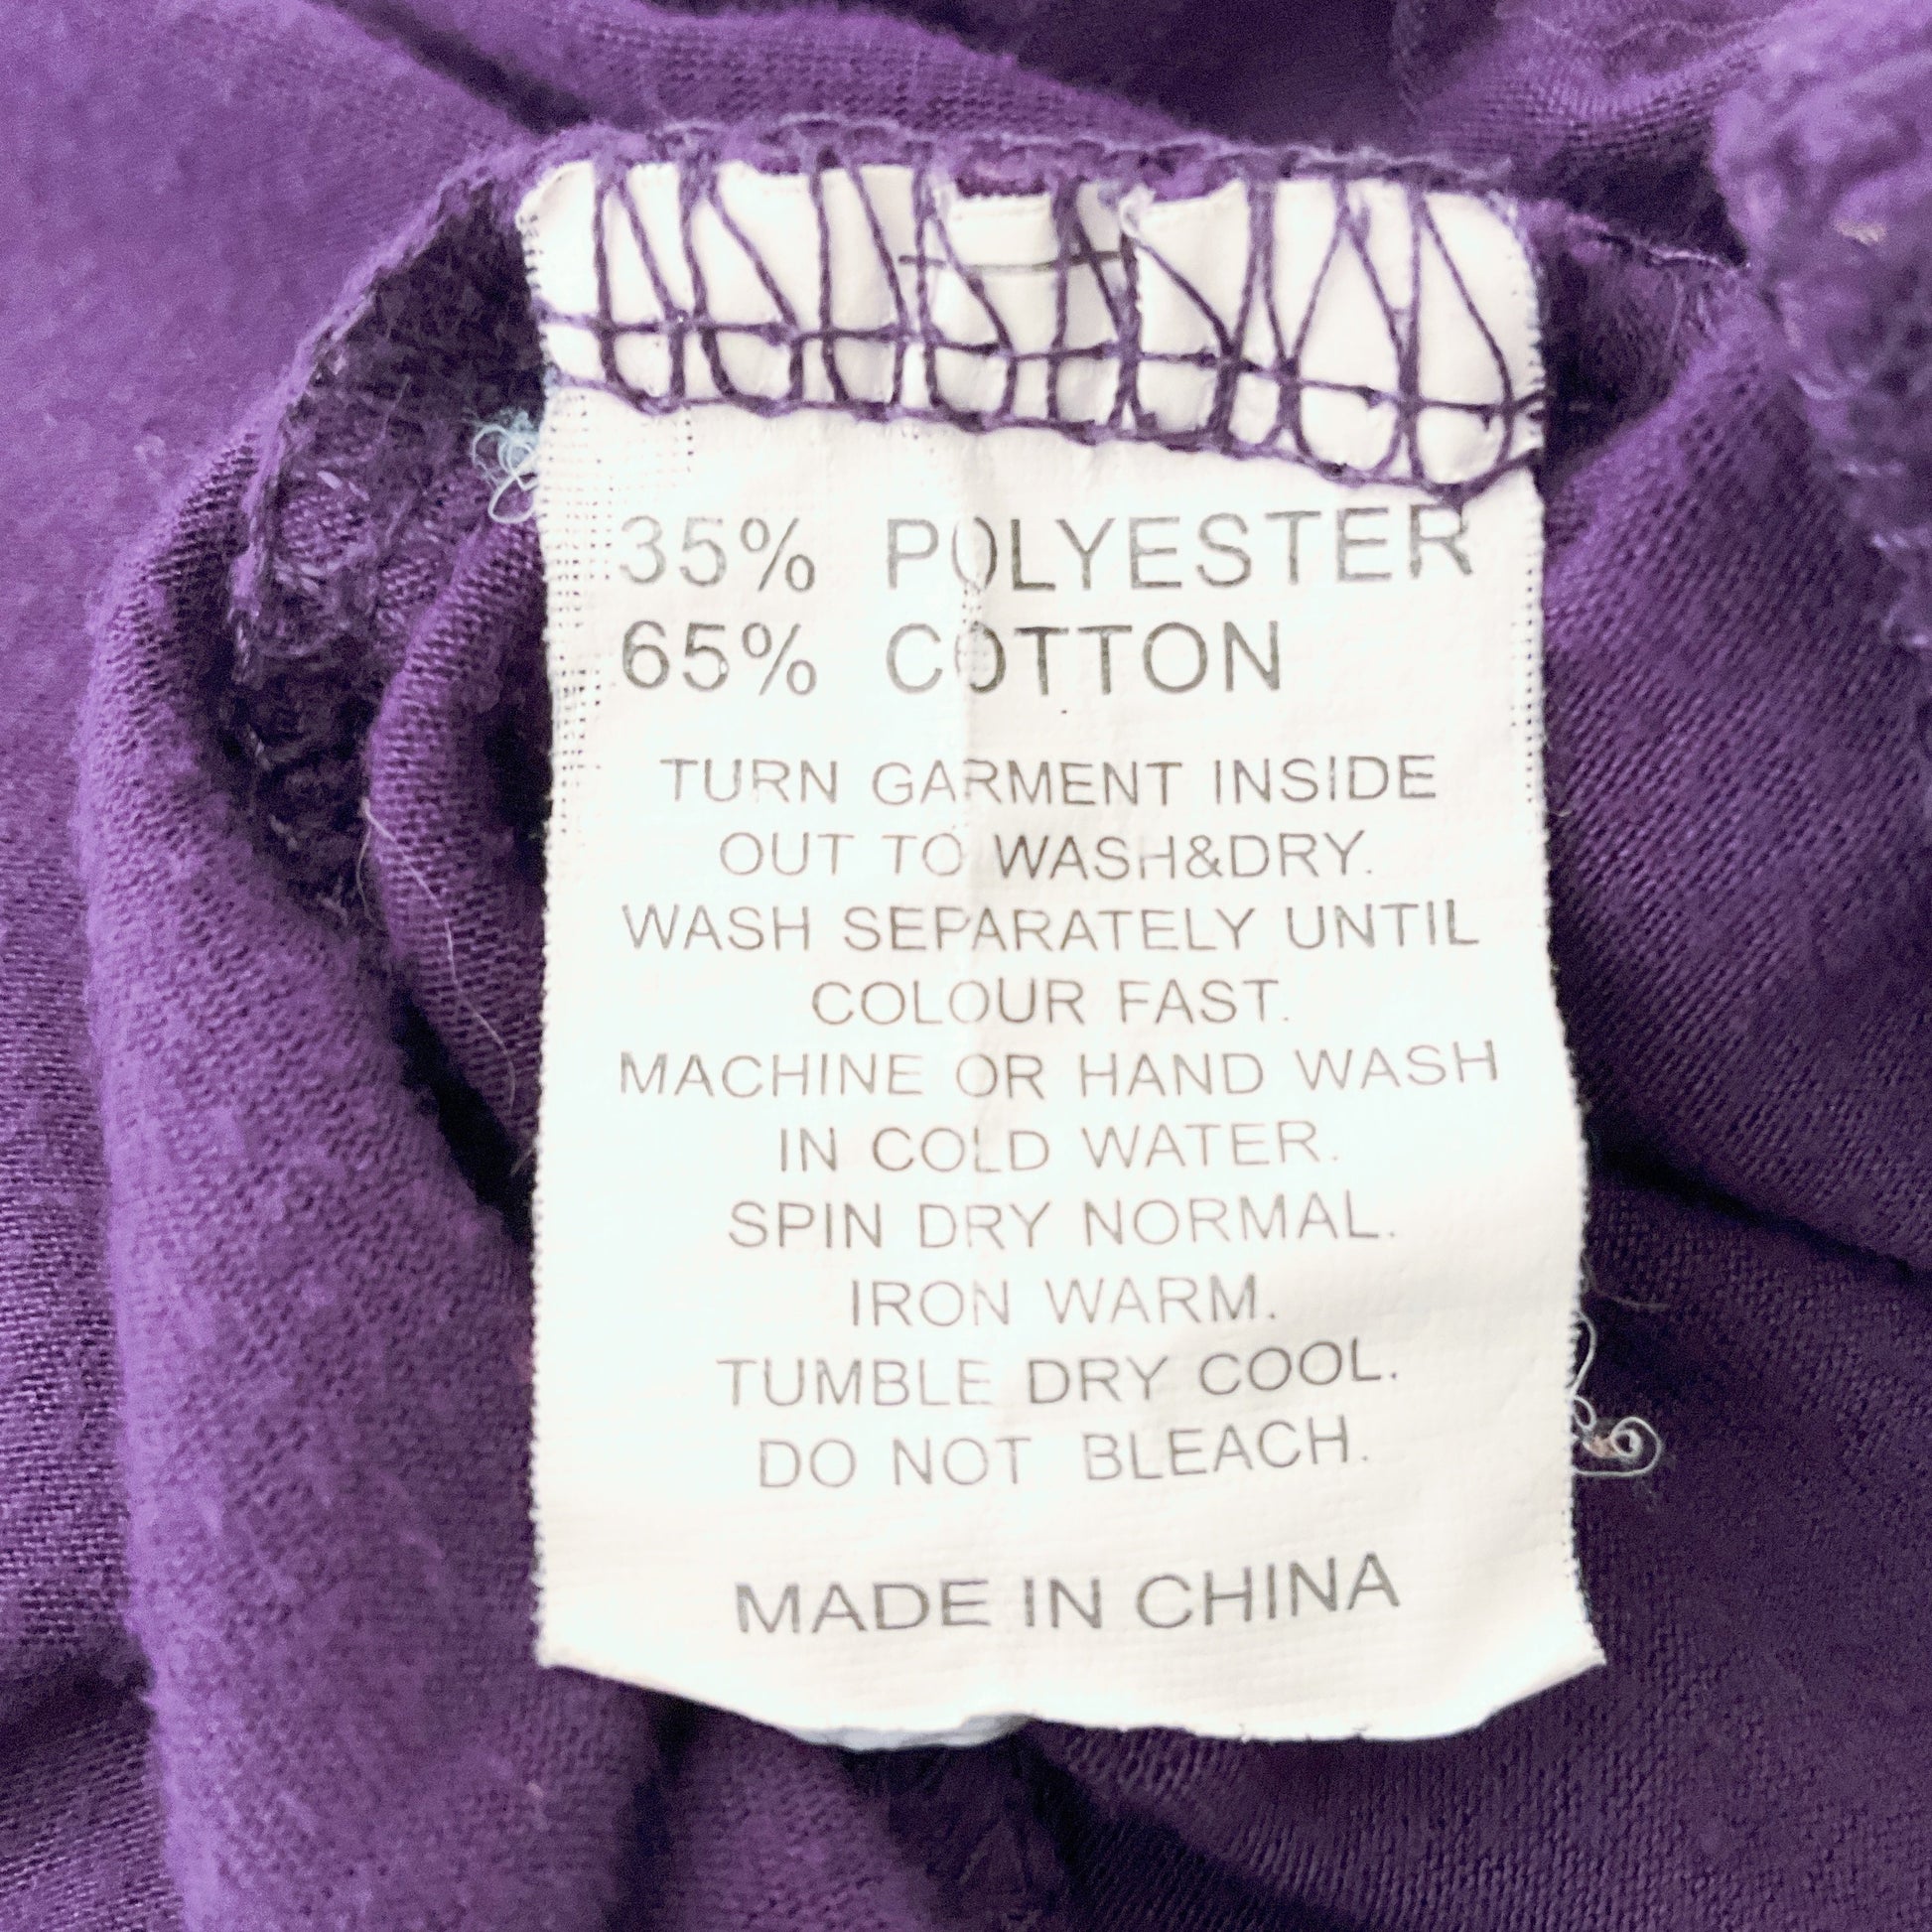 35% POLYESTER
65% COTTON
TURN GARMENT INSIDE
OUT TO WASH&DRY.
WASH SEPARATELY UNTIL
COLOUR FAST.
MACHINE OR HAND WASH
IN COLD WATER.
SPIN DRY NORMAL.
IRON WARM.
TUMBLE DRY COOL.
DO NOT BLEACH.
MADE IN CHINA